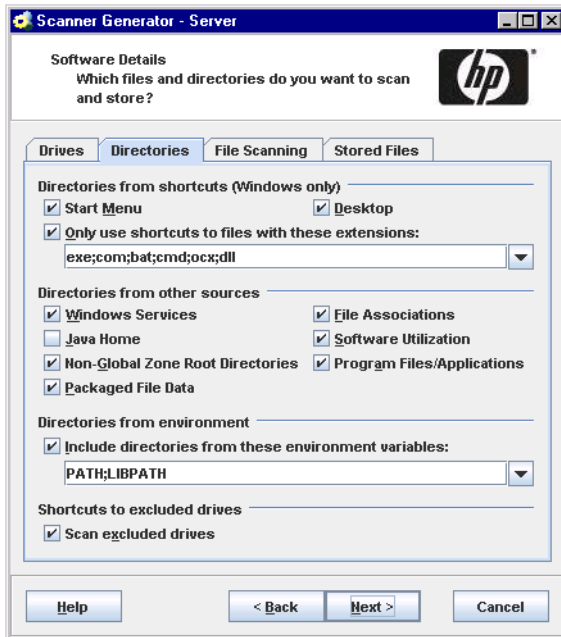 Scanner Generator - Server
Software Details
Which files and directories do you want to scan
and store?
hp
Drives Directories File Scanning Stored Files
Directories from shortcuts (Windows only)
Start Menu Desktop
Only use shortcuts to files with these extensions:
exe;com;bat;cmd;ocx;dll
Directories from other sources
Windows Services File Associations
Java Home Software Utilization
Non-Global Zone Root Directories Program Files/Applications
Packaged File Data
Directories from environment
Include directories from these environment variables:
PATH;LIBPATH
Shortcuts to excluded drives
Scan excluded drives
Help < Back Next > Cancel